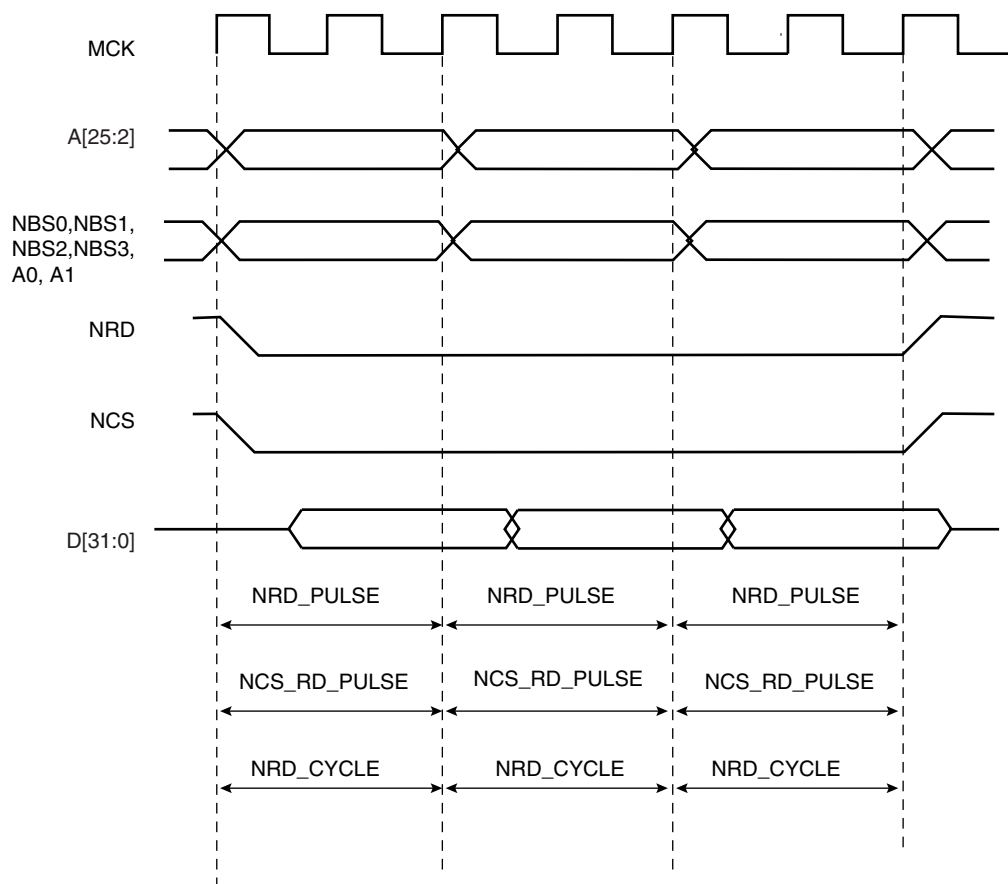 MCK
A[25:2]
NBS0,NBS1,
NBS2,NBS3,
A0, A1
NRD
NCS
D[31:0]
NRD_PULSE NRD_PULSE NRD_PULSE
NCS_RD_PULSE NCS_RD_PULSE NCS_RD_PULSE
NRD_CYCLE NRD_CYCLE NRD_CYCLE